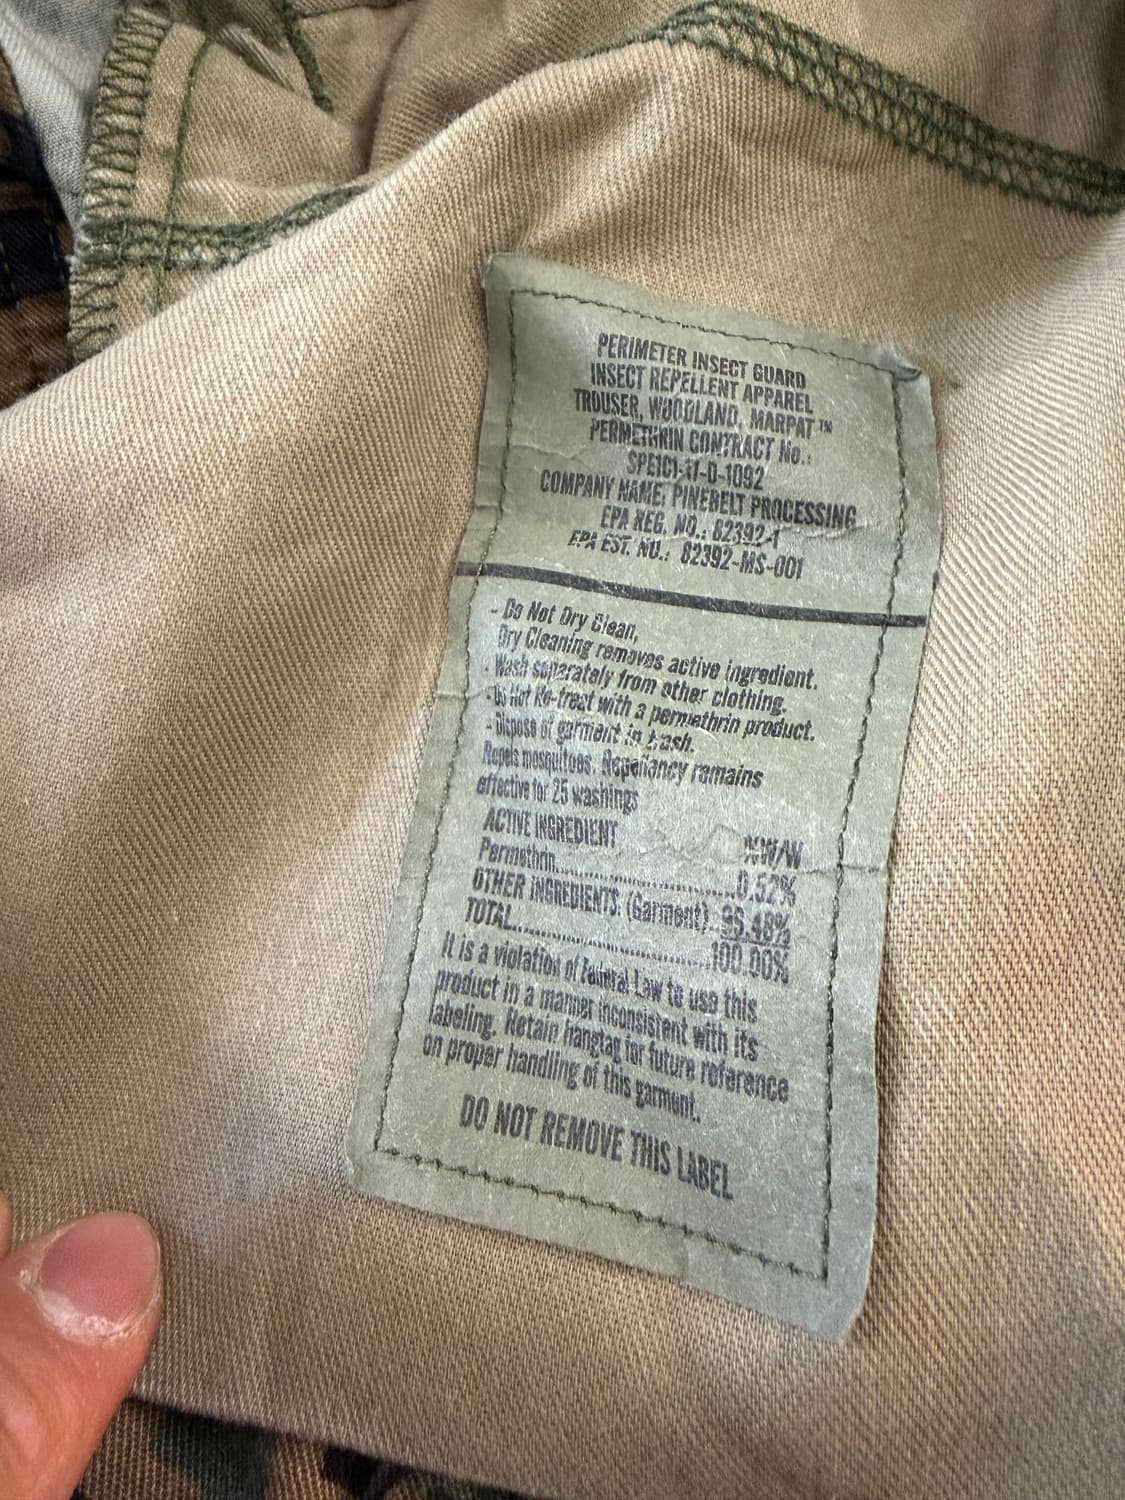 PERIMETER INSECT GUARD
INSECT REPELLENT APPAREL
TROUSER, WOODLAND, MARPAT™
PERMETHRIN CONTRACT No.:
SPE1C1-11-D-1092
COMPANY NAME: PINEBELT PROCESSING
EPA REG. NO.: 82392-1
EPA EST. NO.: 82392-MS-001
- Do Not Dry Clean,
Dry Cleaning removes active ingredient.
- Wash separately from other clothing.
- Do Not Re-treat with a permethrin product.
- Dispose of garment in trash.
Repels mosquitoes. Repellancy remains
effective for 25 washings
ACTIVE INGREDIENT %W/W
Permethrin..............................0.52%
OTHER INGREDIENTS: (Garment)..99.48%
TOTAL..............................100.00%
It is a violation of Federal Law to use this
product in a manner inconsistent with its
labeling. Retain hangtag for future reference
on proper handling of this garment..
DO NOT REMOVE THIS LABEL